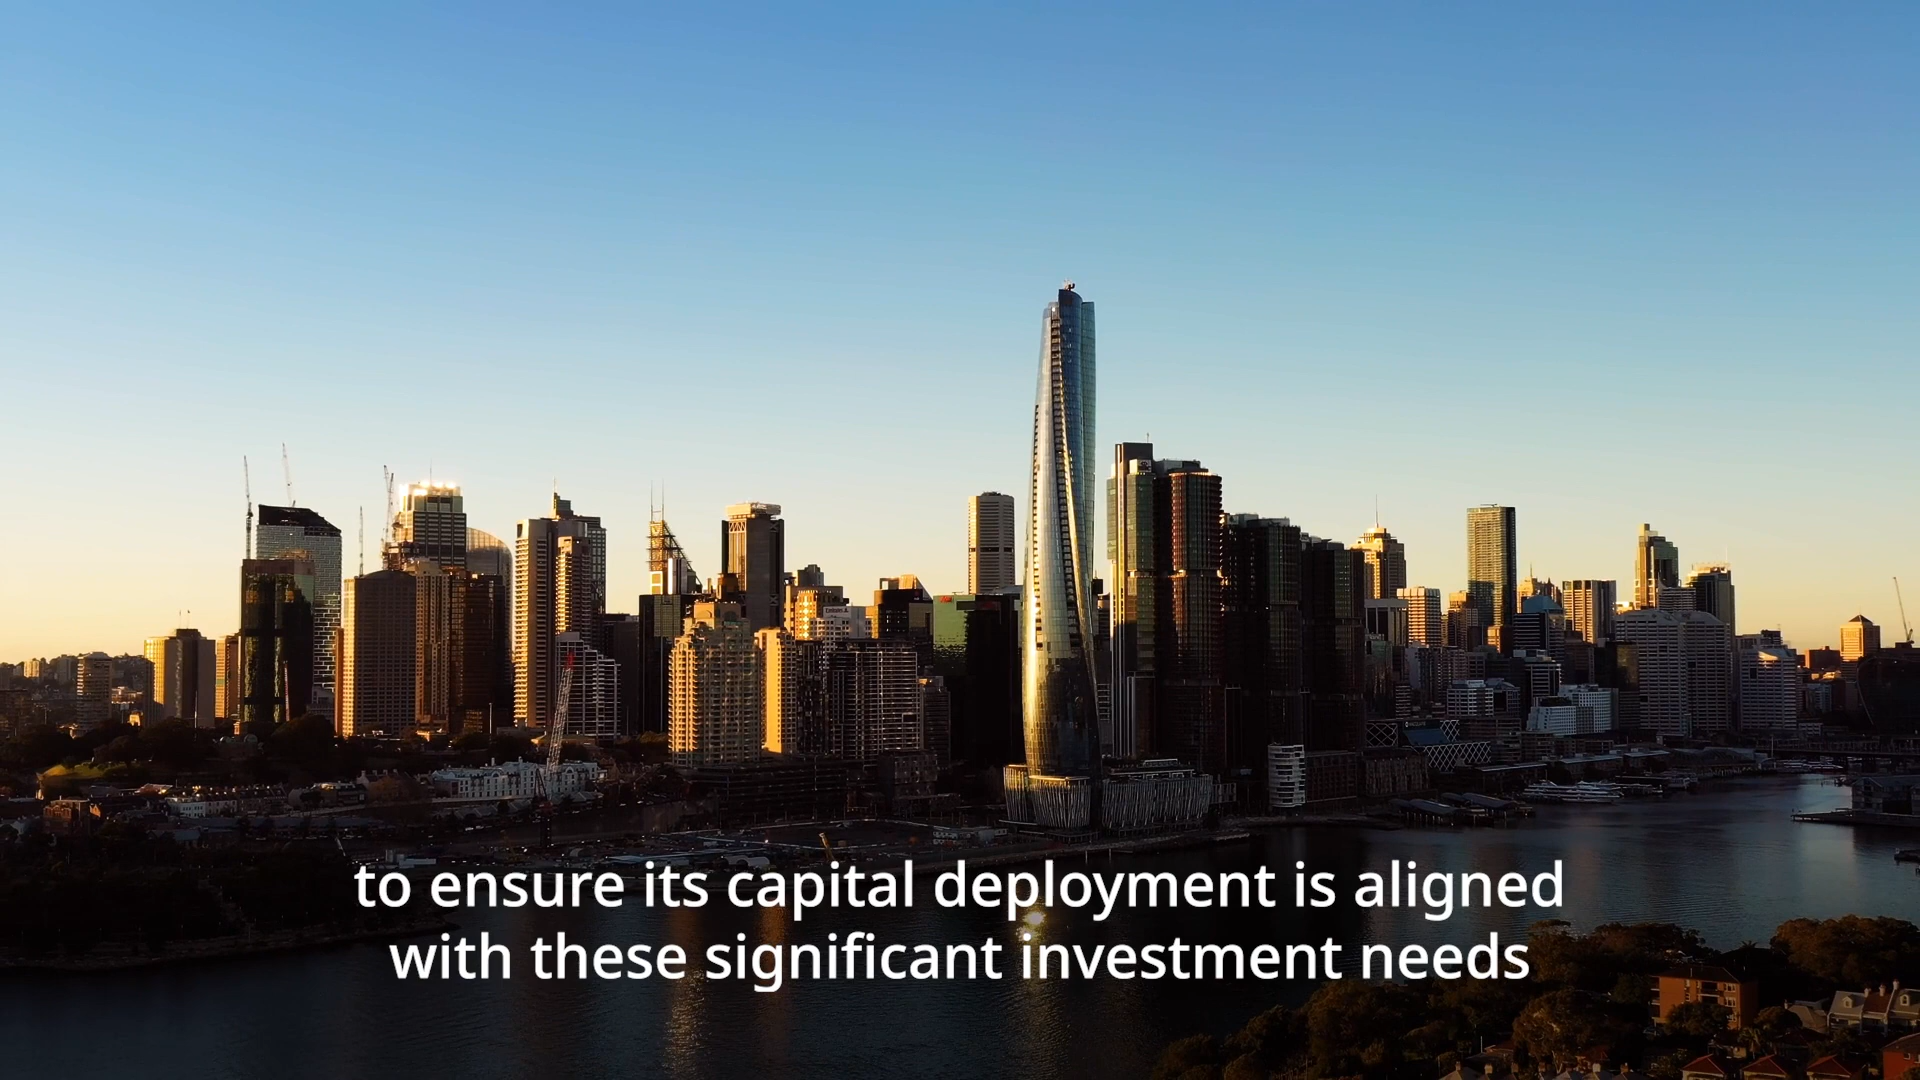 to ensure its capital deployment is aligned
with these significant investment needs